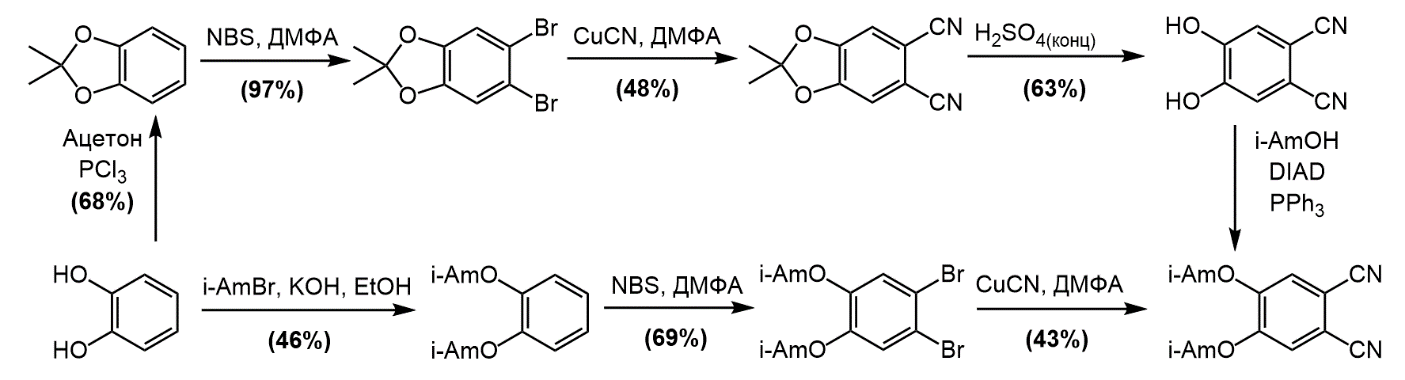 O
O
NBS, ДМФА
(97%)
O
O
Br
Br
CuCN, ДМФА
(48%)
O
O
CN
CN
H2SO4(конц)
(63%)
HO
HO
CN
CN
Ацетон
PCl3
(68%)
i-AmOH
DIAD
PPh3
HO
HO
i-AmBr, KOH, EtOH
(46%)
i-AmO
i-AmO
NBS, ДМФА
(69%)
i-AmO
i-AmO
Br
Br
CuCN, ДМФА
(43%)
i-AmO
i-AmO
CN
CN